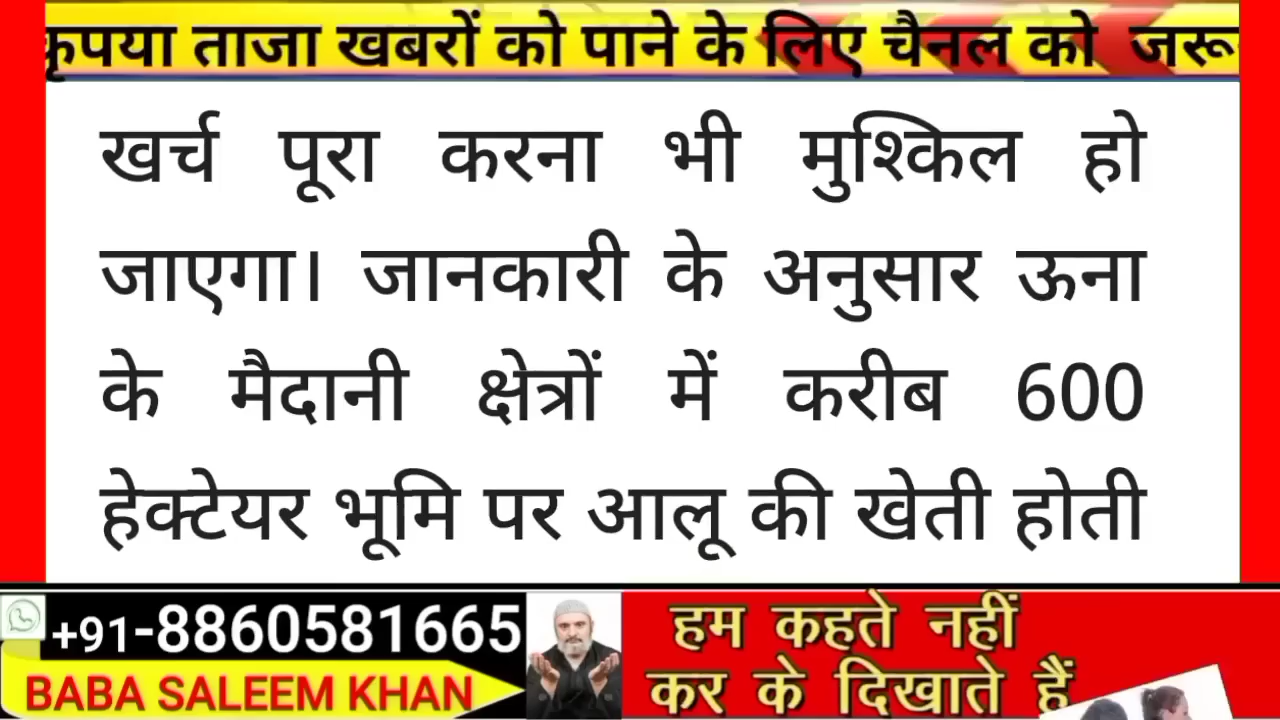 कृपया ताजा खबरों को पाने के लिए चैनल को जरू
खर्च पूरा करना भी मुश्किल हो
जाएगा। जानकारी के अनुसार ऊना
के मैदानी क्षेत्रों में करीब 600
हेक्टेयर भूमि पर आलू की खेती होती
+91-8860581665
BABA SALEEM KHAN
हम कहते नहीं
कर के दिखाते हैं